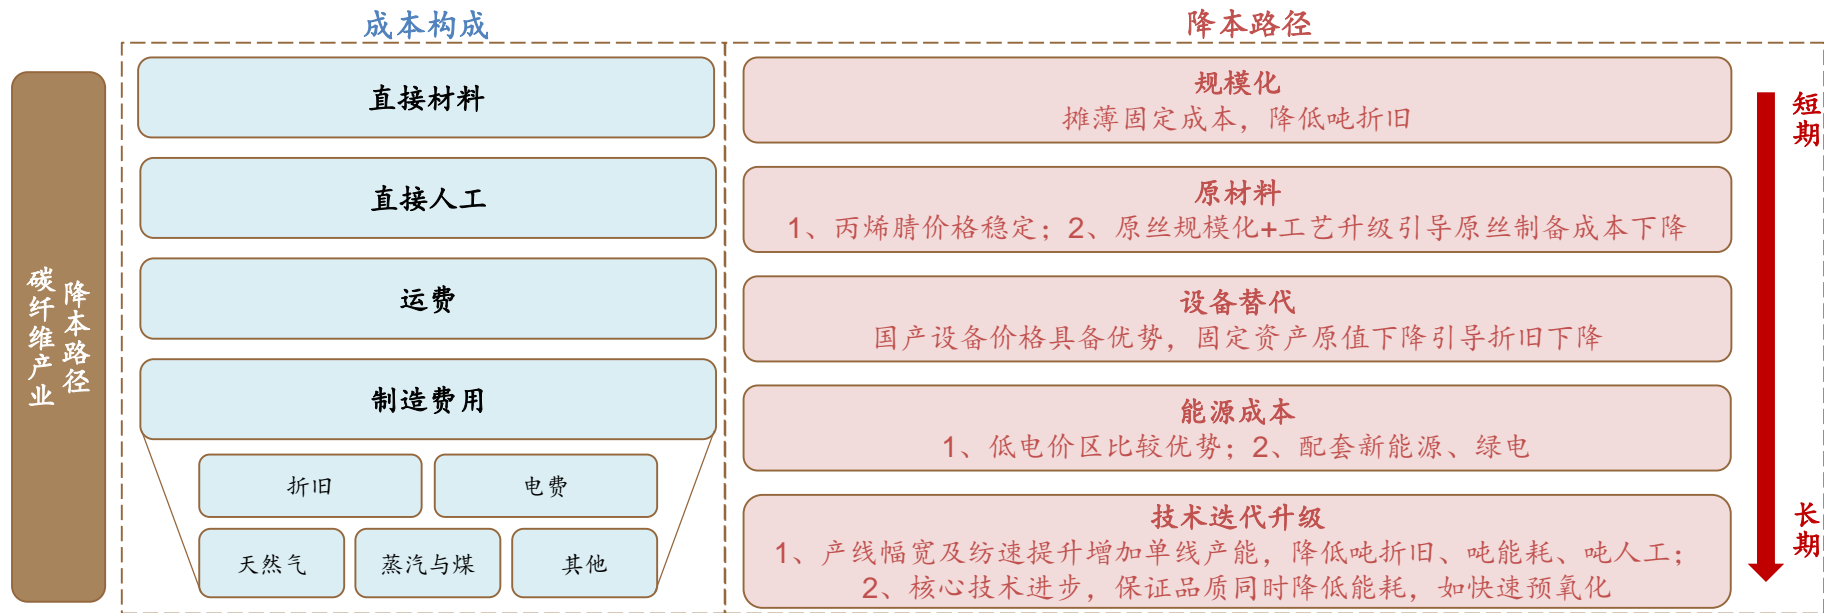 成本构成
降本路径
碳纤维产业
降本路径
直接材料
直接人工
运费
制造费用
折旧
电费
天然气
蒸汽与煤
其他
规模化
摊薄固定成本，降低吨折旧
原材料
1、丙烯腈价格稳定；2、原丝规模化+工艺升级引导原丝制备成本下降
设备替代
国产设备价格具备优势，固定资产原值下降引导折旧下降
能源成本
1、低电价区比较优势；2、配套新能源、绿电
技术迭代升级
1、产线幅宽及纺速提升增加单线产能，降低吨折旧、吨能耗、吨人工；
2、核心技术进步，保证品质同时降低能耗，如快速预氧化
短期
长期